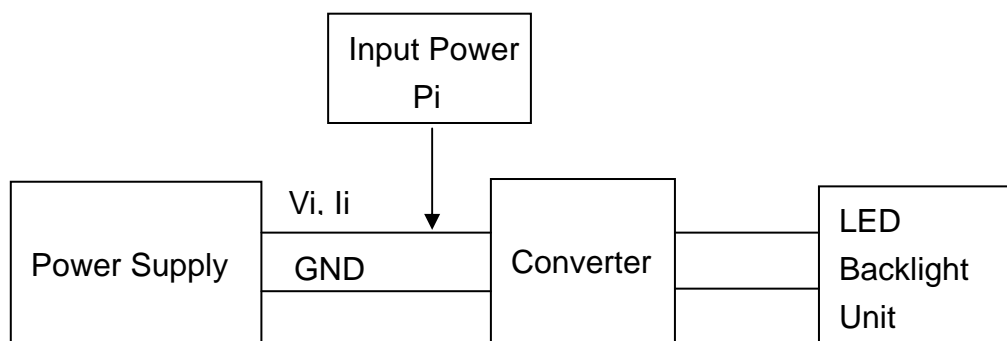 Input Power
Pi
Vi, Ii
Power Supply
GND
Converter
LED
Backlight
Unit